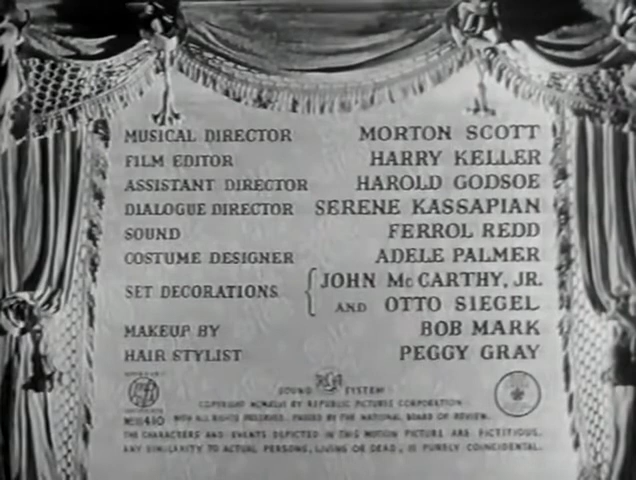 MUSICAL DIRECTOR MORTON SCOTT
FILM EDITOR HARRY KELLER
ASSISTANT DIRECTOR HAROLD GODSOE
DIALOGUE DIRECTOR SERENE KASSAPIAN
SOUND FERROL REDD
COSTUME DESIGNER ADELE PALMER
SET DECORATIONS { JOHN McCARTHY, JR.
AND OTTO SIEGEL
MAKEUP BY BOB MARK
HAIR STYLIST PEGGY GRAY
SOUND RCA SYSTEM
COPYRIGHT MCMXLVI BY REPUBLIC PICTURES CORPORATION
WITH ALL RIGHTS RESERVED. PASSED BY THE NATIONAL BOARD OF REVIEW.
THE CHARACTERS AND EVENTS DEPICTED IN THIS MOTION PICTURE ARE FICTITIOUS.
ANY SIMILARITY TO ACTUAL PERSONS, LIVING OR DEAD, IS PURELY COINCIDENTAL.